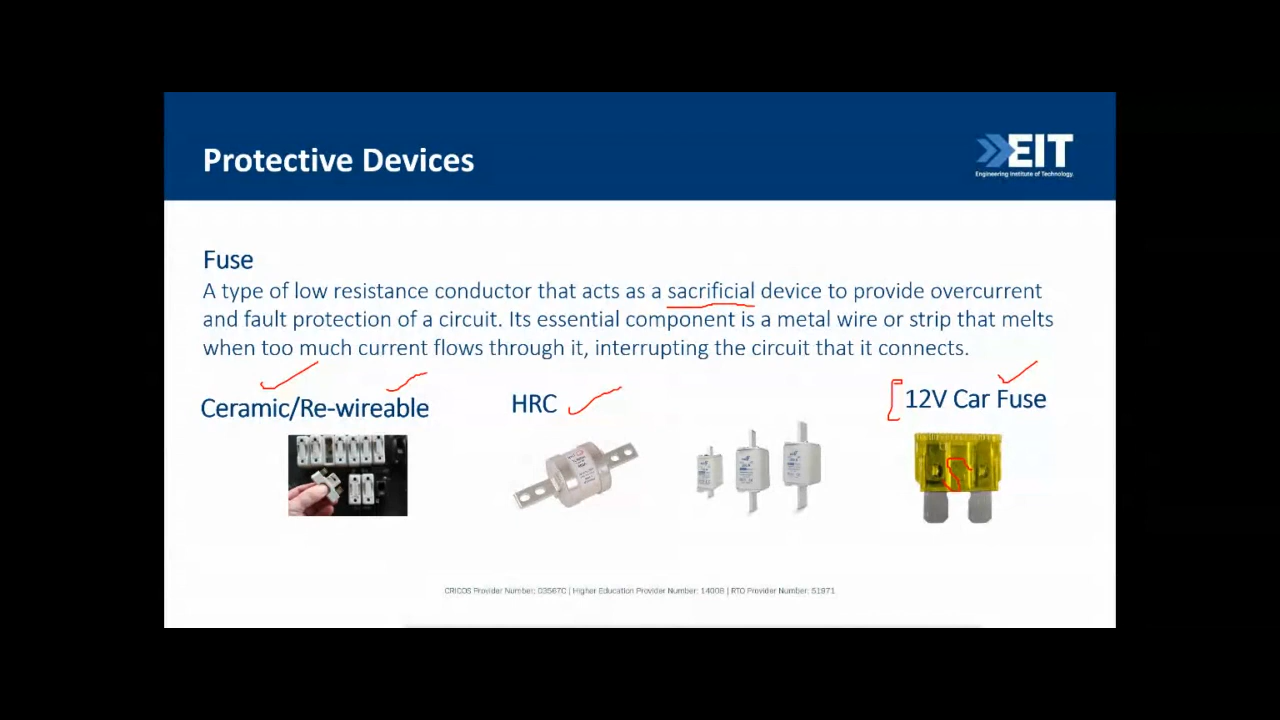 Protective Devices
EIT
Engineering Institute of Technology
Fuse
A type of low resistance conductor that acts as a sacrificial device to provide overcurrent
and fault protection of a circuit. Its essential component is a metal wire or strip that melts
when too much current flows through it, interrupting the circuit that it connects.
Ceramic/Re-wireable
HRC
12V Car Fuse
CRICOS Provider Number: 03567C | Higher Education Provider Number: 14008 | RTO Provider Number: 51971